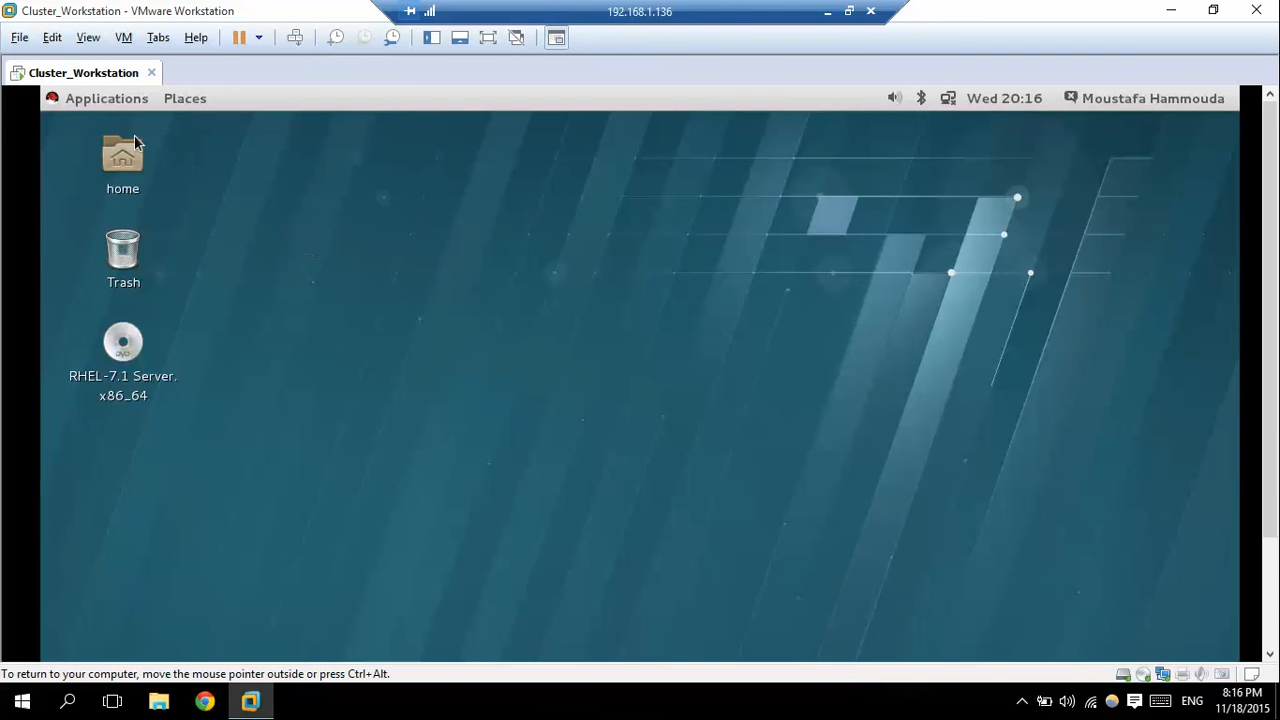 Cluster_Workstation - VMware Workstation
192.168.1.136
File Edit View VM Tabs Help
Cluster_Workstation
Applications Places
Wed 20:16 Moustafa Hammouda
home
Trash
DVD
RHEL-7.1 Server.
x86_64
To return to your computer, move the mouse pointer outside or press Ctrl+Alt.
ENG
8:16 PM
11/18/2015